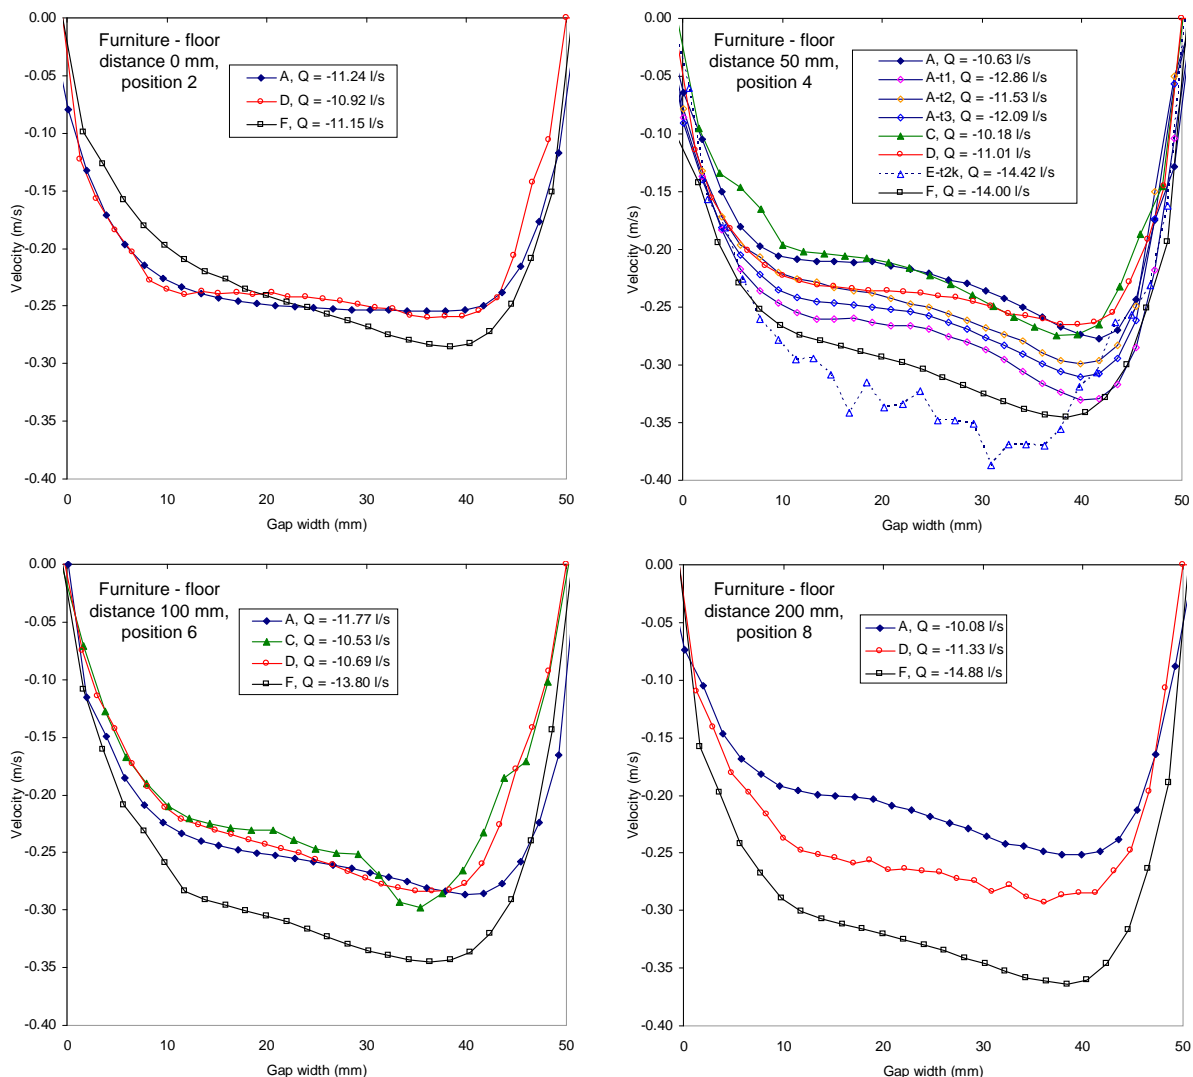 Furniture - floor
distance 0 mm,
position 2
A, Q = -11.24 l/s
D, Q = -10.92 l/s
F, Q = -11.15 l/s
0.00
-0.05
-0.10
-0.15
-0.20
-0.25
-0.30
-0.35
-0.40
Velocity (m/s)
0 10 20 30 40 50
Gap width (mm)
Furniture - floor
distance 50 mm,
position 4
A, Q = -10.63 l/s
A-t1, Q = -12.86 l/s
A-t2, Q = -11.53 l/s
A-t3, Q = -12.09 l/s
C, Q = -10.18 l/s
D, Q = -11.01 l/s
E-t2k, Q = -14.42 l/s
F, Q = -14.00 l/s
0.00
-0.05
-0.10
-0.15
-0.20
-0.25
-0.30
-0.35
-0.40
Velocity (m/s)
0 10 20 30 40 50
Gap width (mm)
Furniture - floor
distance 100 mm,
position 6
A, Q = -11.77 l/s
C, Q = -10.53 l/s
D, Q = -10.69 l/s
F, Q = -13.80 l/s
0.00
-0.05
-0.10
-0.15
-0.20
-0.25
-0.30
-0.35
-0.40
Velocity (m/s)
0 10 20 30 40 50
Gap width (mm)
Furniture - floor
distance 200 mm,
position 8
A, Q = -10.08 l/s
D, Q = -11.33 l/s
F, Q = -14.88 l/s
0.00
-0.05
-0.10
-0.15
-0.20
-0.25
-0.30
-0.35
-0.40
Velocity (m/s)
0 10 20 30 40 50
Gap width (mm)